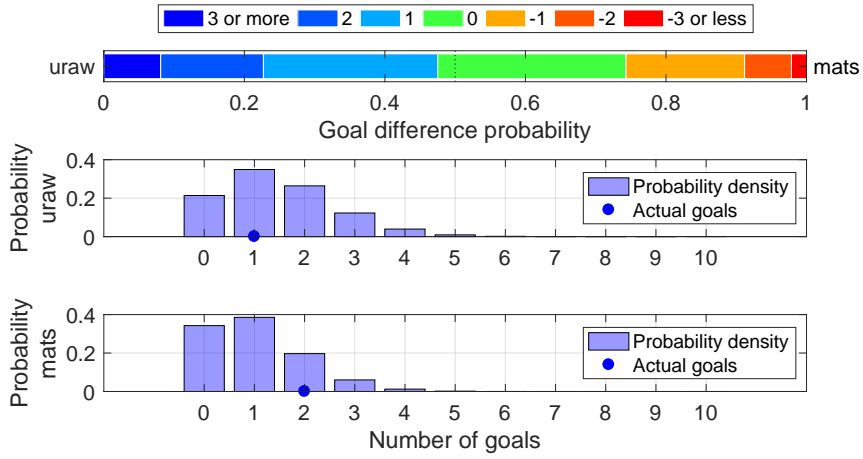 3 or more 2 1 0 -1 -2 -3 or less
uraw mats
0 0.2 0.4 0.6 0.8 1
Goal difference probability
Probability
uraw
0.4
0.2
0
Probability density
Actual goals
0 1 2 3 4 5 6 7 8 9 10
Probability
mats
0.4
0.2
0
Probability density
Actual goals
0 1 2 3 4 5 6 7 8 9 10
Number of goals